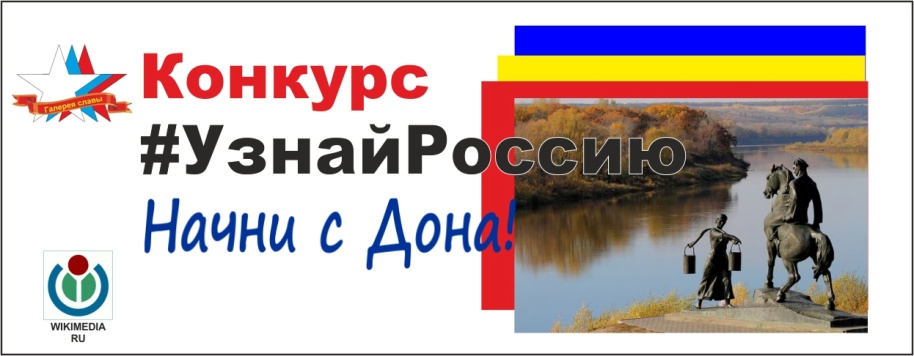 Галерея славы
Конкурс
#УзнайРоссию
Начни с Дона!
WIKIMEDIA
RU